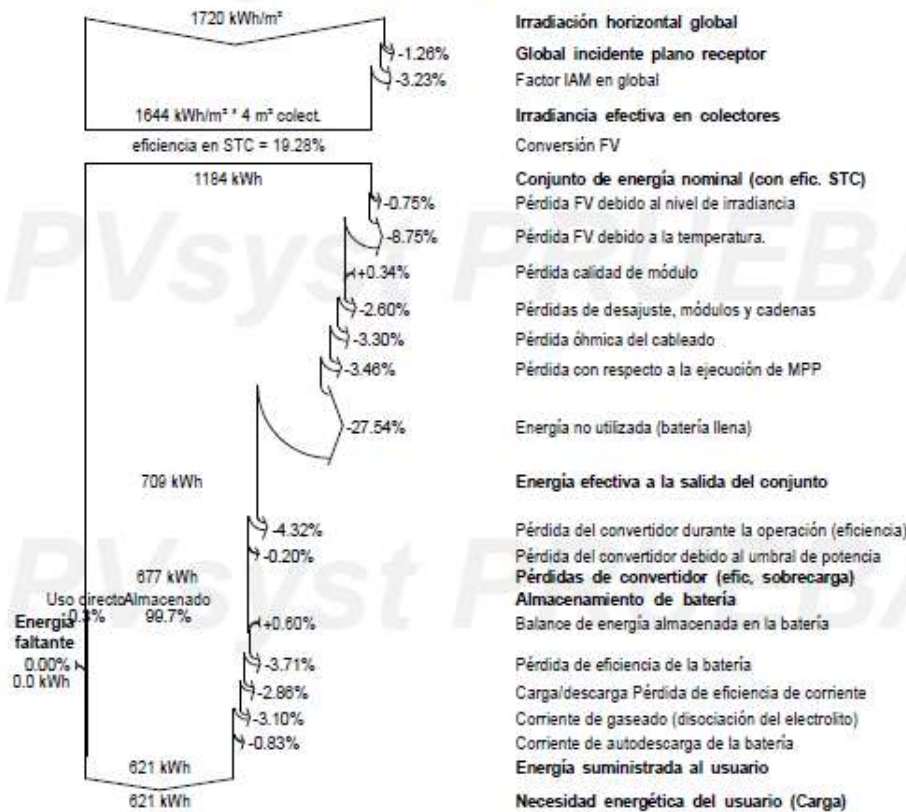 1720 kWh/m² Irradiación horizontal global
-1.26% Global incidente plano receptor
-3.23% Factor IAM en global
1644 kWh/m² * 4 m² colect. Irradiancia efectiva en colectores
eficiencia en STC = 19.28% Conversión FV
1184 kWh Conjunto de energía nominal (con efic. STC)
-0.75% Pérdida FV debido al nivel de irradiancia
-8.75% Pérdida FV debido a la temperatura.
+0.34% Pérdida calidad de módulo
-2.60% Pérdidas de desajuste, módulos y cadenas
-3.30% Pérdida óhmica del cableado
-3.46% Pérdida con respecto a la ejecución de MPP
-27.54% Energía no utilizada (batería llena)
709 kWh Energía efectiva a la salida del conjunto
-4.32% Pérdida del convertidor durante la operación (eficiencia)
-0.20% Pérdida del convertidor debido al umbral de potencia
677 kWh Pérdidas de convertidor (efic, sobrecarga)
Uso directo Almacenado Almacenamiento de batería
Energía 0.3% 99.7% +0.60% Balance de energía almacenada en la batería
faltante
0.00% -3.71% Pérdida de eficiencia de la batería
0.0 kWh
-2.86% Carga/descarga Pérdida de eficiencia de corriente
-3.10% Corriente de gaseado (disociación del electrolito)
-0.83% Corriente de autodescarga de la batería
621 kWh Energía suministrada al usuario
621 kWh Necesidad energética del usuario (Carga)
PVsyst PRUEBA
PVsyst P BA